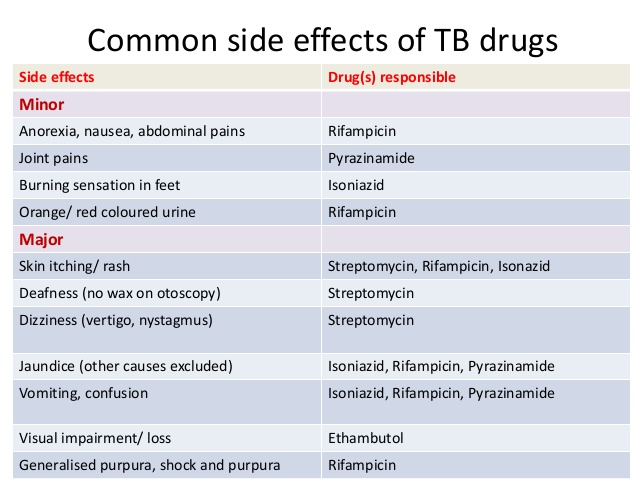 Common side effects of TB drugs
Side effects Drug(s) responsible
Minor
Anorexia, nausea, abdominal pains Rifampicin
Joint pains Pyrazinamide
Burning sensation in feet Isoniazid
Orange/ red coloured urine Rifampicin
Major
Skin itching/ rash Streptomycin, Rifampicin, Isonazid
Deafness (no wax on otoscopy) Streptomycin
Dizziness (vertigo, nystagmus) Streptomycin
Jaundice (other causes excluded) Isoniazid, Rifampicin, Pyrazinamide
Vomiting, confusion Isoniazid, Rifampicin, Pyrazinamide
Visual impairment/ loss Ethambutol
Generalised purpura, shock and purpura Rifampicin